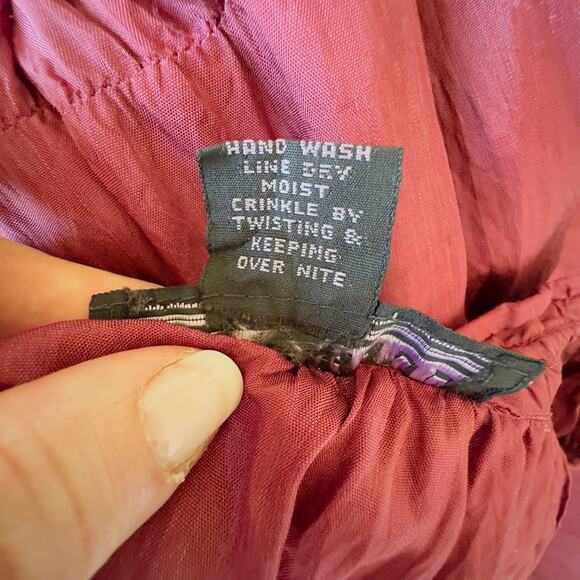 HAND WASH
LINE DRY
MOIST
CRINKLE BY
TWISTING &
KEEPING
OVER NITE